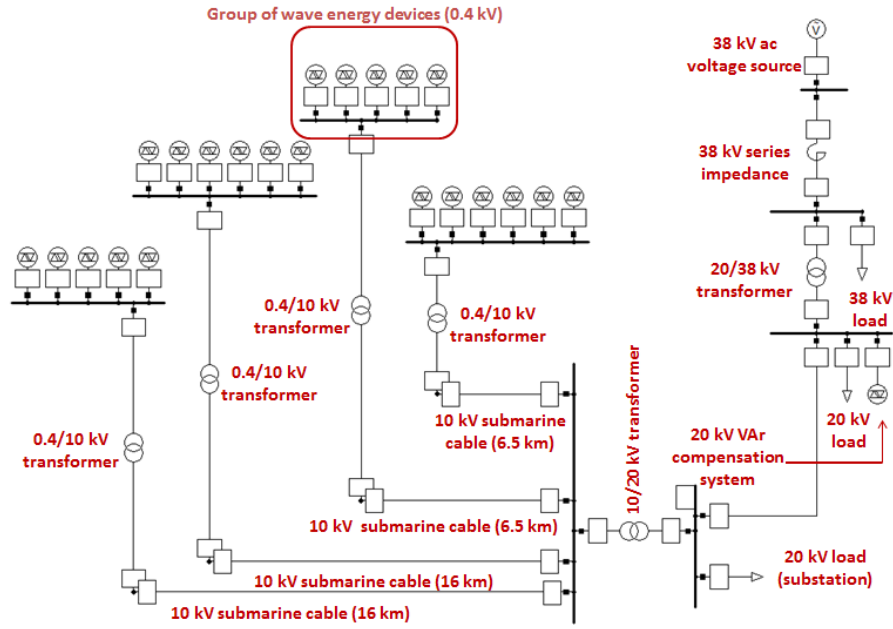 Group of wave energy devices (0.4 kV)
Ṽ
38 kV ac
voltage source
38 kV series
impedance
20/38 kV
transformer
38 kV
load
0.4/10 kV
transformer
0.4/10 kV
transformer
0.4/10 kV
transformer
0.4/10 kV
transformer
10 kV submarine
cable (6.5 km)
10/20 kV transformer
20 kV VAr
compensation
system
20 kV
load
10 kV submarine cable (6.5 km)
20 kV load
(substation)
10 kV submarine cable (16 km)
10 kV submarine cable (16 km)